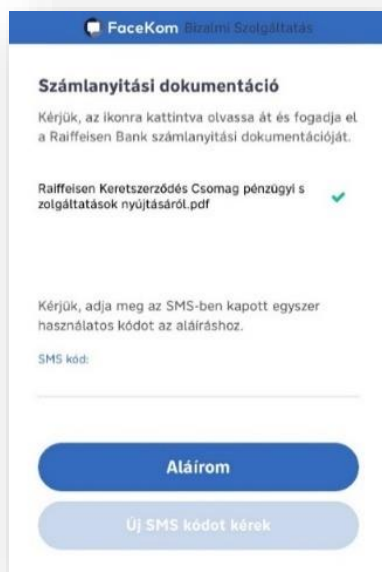 FaceKom Bizalmi Szolgáltatás
Számlanyitási dokumentáció
Kérjük, az ikonra kattintva olvassa át és fogadja el
a Raiffeisen Bank számlanyitási dokumentációját.
Raiffeisen Keretszerződés Csomag pénzügyi s
zolgáltatások nyújtásáról.pdf
Kérjük, adja meg az SMS-ben kapott egyszer
használatos kódot az aláíráshoz.
SMS kód:
Aláírom
Új SMS kódot kérek